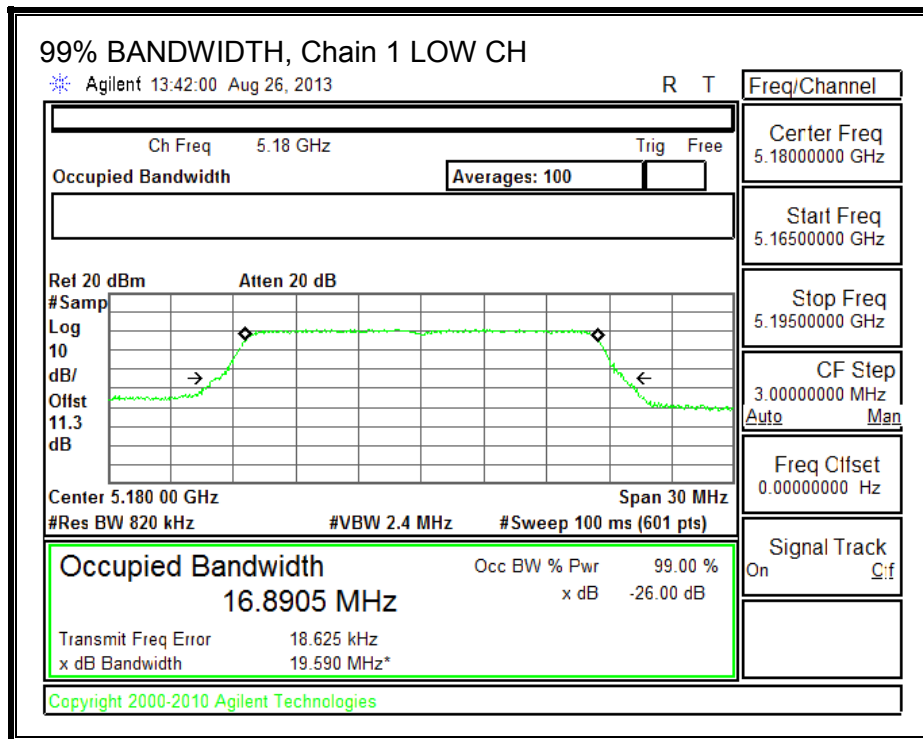 99% BANDWIDTH, Chain 1 LOW CH
Agilent 13:42:00 Aug 26, 2013 R T
Freq/Channel
Ch Freq 5.18 GHz Trig Free
Occupied Bandwidth Averages: 100
Center Freq
5.18000000 GHz
Start Freq
5.16500000 GHz
Stop Freq
5.19500000 GHz
CF Step
3.00000000 MHz
Auto Man
Freq Offset
0.00000000 Hz
Signal Track
On Off
Ref 20 dBm Atten 20 dB
#Samp
Log
10
dB/
Offst
11.3
dB
Center 5.180 00 GHz Span 30 MHz
#Res BW 820 kHz #VBW 2.4 MHz #Sweep 100 ms (601 pts)
Occupied Bandwidth Occ BW % Pwr 99.00 %
16.8905 MHz x dB -26.00 dB
Transmit Freq Error 18.625 kHz
x dB Bandwidth 19.590 MHz*
Copyright 2000-2010 Agilent Technologies